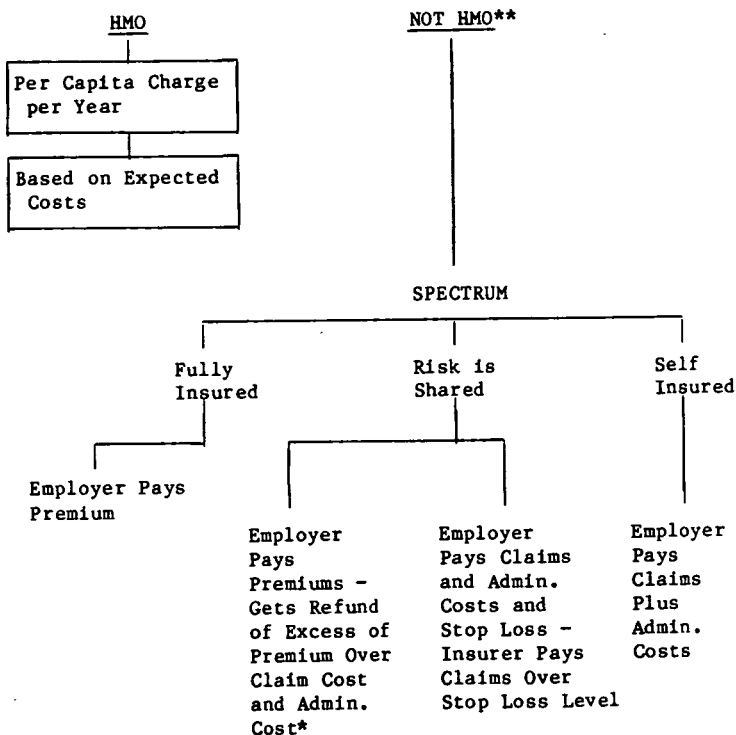 HMO
Per Capita Charge
per Year
Based on Expected
Costs
NOT HMO**
SPECTRUM
Fully
Insured
Employer Pays
Premium
Risk is
Shared
Employer
Pays
Premiums -
Gets Refund
of Excess of
Premium Over
Claim Cost
and Admin.
Cost*
Employer
Pays Claims
and Admin.
Costs and
Stop Loss -
Insurer Pays
Claims Over
Stop Loss Level
Self
Insured
Employer
Pays
Claims
Plus
Admin.
Costs